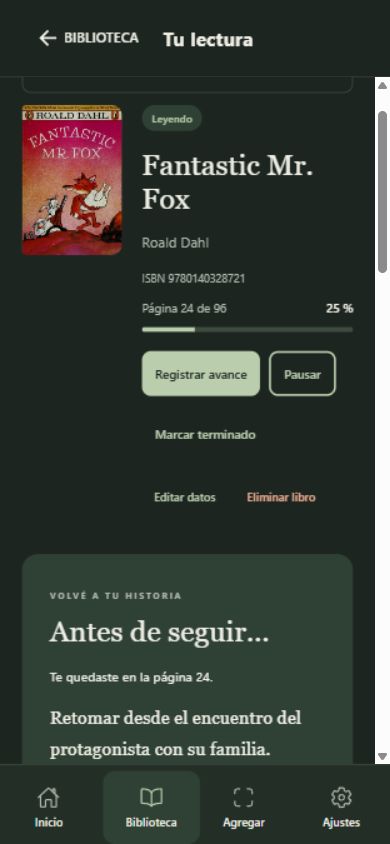 ← BIBLIOTECA
Tu lectura
ROALD DAHL
FANTASTIC
MR. FOX
Leyendo
Fantastic Mr.
Fox
Roald Dahl
ISBN 9780140328721
Página 24 de 96
25 %
Registrar avance
Pausar
Marcar terminado
Editar datos
Eliminar libro
VOLVÉ A TU HISTORIA
Antes de seguir...
Te quedaste en la página 24.
Retomar desde el encuentro del
protagonista con su familia.
Inicio
Biblioteca
Agregar
Ajustes